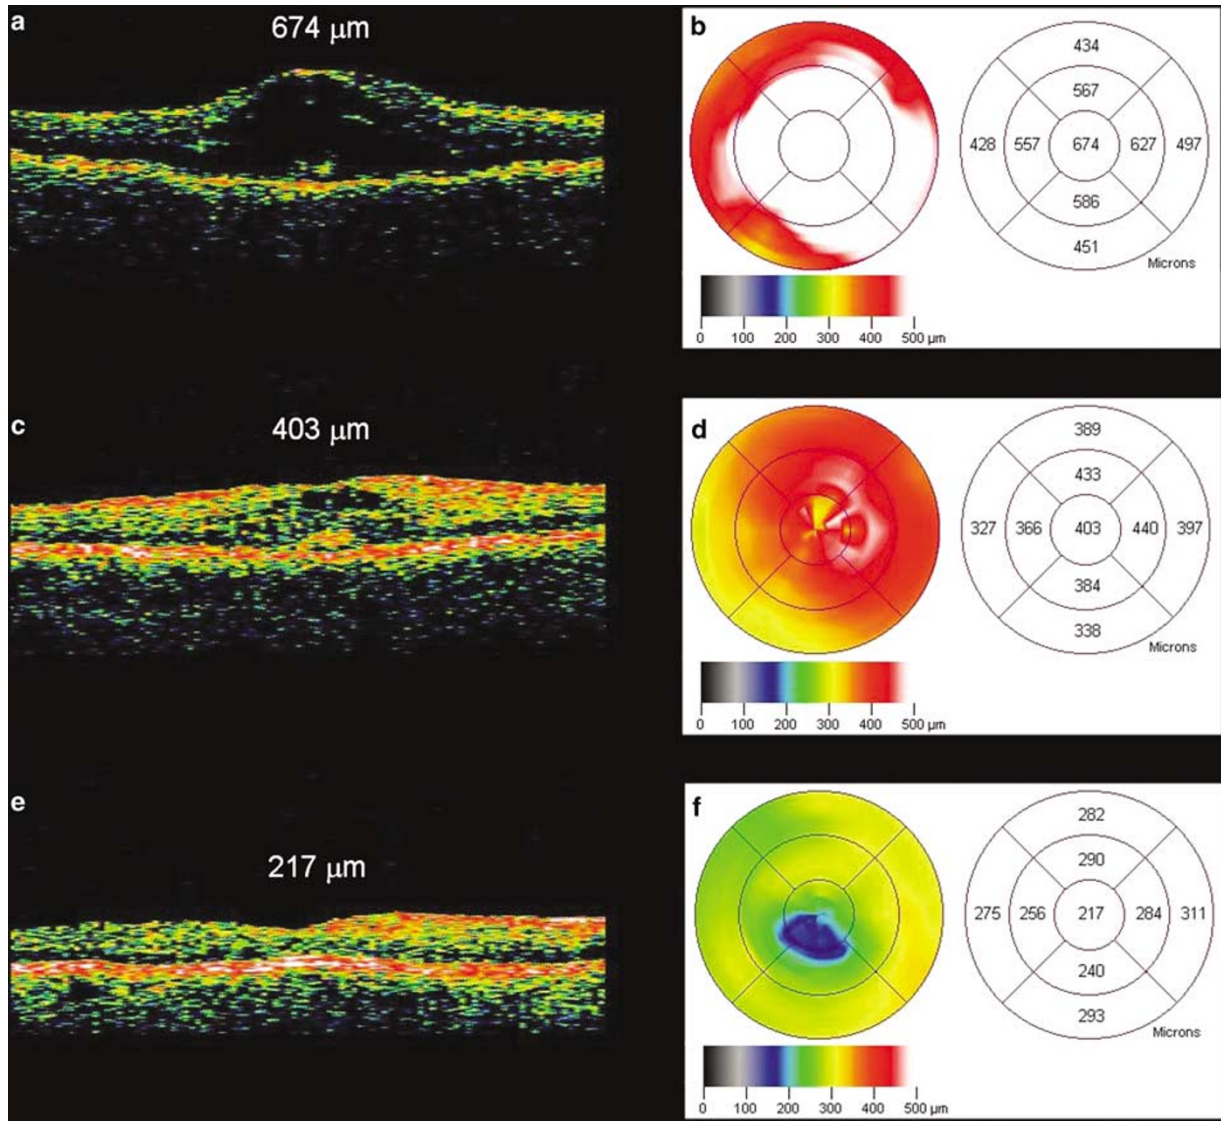 a
674 μm
b
434
567
428 557 674 627 497
586
451
Microns
0 100 200 300 400 500 μm
c
403 μm
d
389
433
327 366 403 440 397
384
338
Microns
0 100 200 300 400 500 μm
e
217 μm
f
282
290
275 256 217 284 311
240
293
Microns
0 100 200 300 400 500 μm